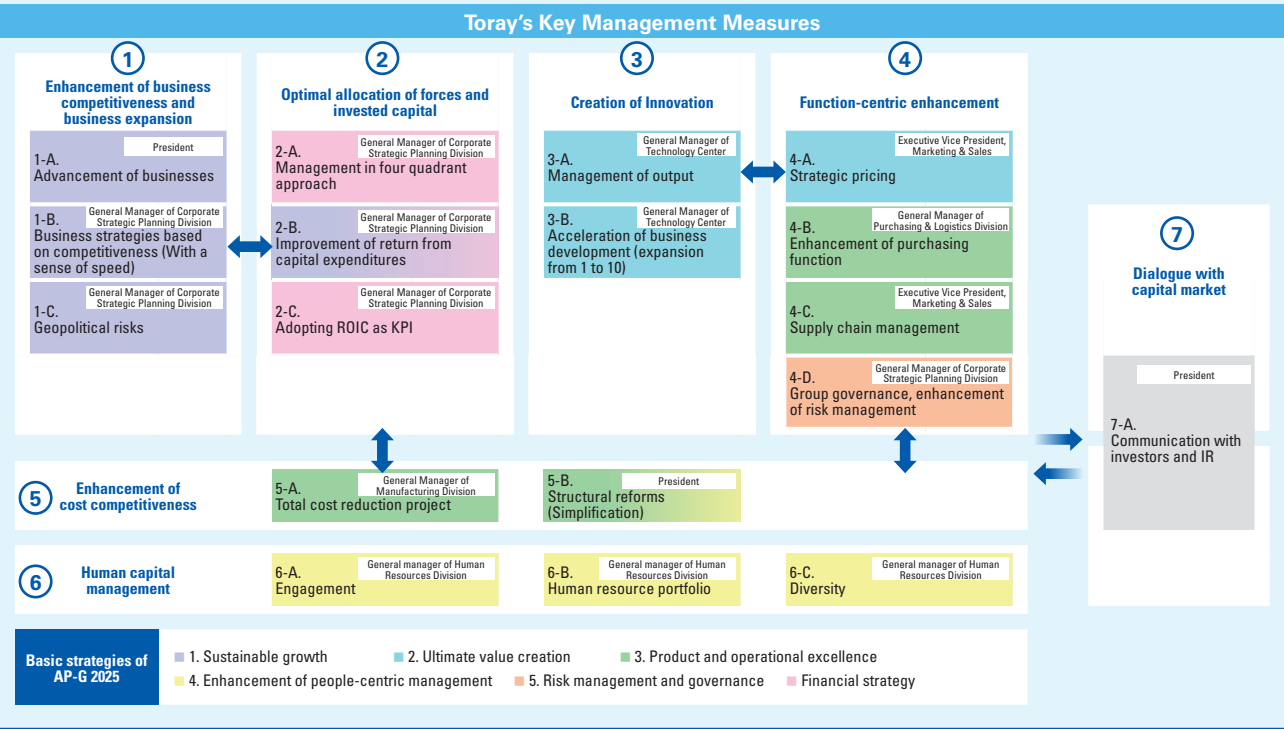 Toray's Key Management Measures
1
Enhancement of business
competitiveness and
business expansion
President
1-A.
Advancement of businesses
General Manager of Corporate
Strategic Planning Division
1-B.
Business strategies based
on competitiveness (With a
sense of speed)
General Manager of Corporate
Strategic Planning Division
1-C.
Geopolitical risks
2
Optimal allocation of forces and
invested capital
General Manager of Corporate
Strategic Planning Division
2-A.
Management in four quadrant
approach
General Manager of Corporate
Strategic Planning Division
2-B.
Improvement of return from
capital expenditures
General Manager of Corporate
Strategic Planning Division
2-C.
Adopting ROIC as KPI
3
Creation of Innovation
General Manager of
Technology Center
3-A.
Management of output
General Manager of
Technology Center
3-B.
Acceleration of business
development (expansion
from 1 to 10)
4
Function-centric enhancement
Executive Vice President,
Marketing & Sales
4-A.
Strategic pricing
General Manager of
Purchasing & Logistics Division
4-B.
Enhancement of purchasing
function
Executive Vice President,
Marketing & Sales
4-C.
Supply chain management
General Manager of Corporate
Strategic Planning Division
4-D.
Group governance, enhancement
of risk management
7
Dialogue with
capital market
President
7-A.
Communication with
investors and IR
5
Enhancement of
cost competitiveness
General Manager of
Manufacturing Division
5-A.
Total cost reduction project
President
5-B.
Structural reforms
(Simplification)
6
Human capital
management
General manager of Human
Resources Division
6-A.
Engagement
General manager of Human
Resources Division
6-B.
Human resource portfolio
General manager of Human
Resources Division
6-C.
Diversity
Basic strategies of
AP-G 2025
1. Sustainable growth
2. Ultimate value creation
3. Product and operational excellence
4. Enhancement of people-centric management
5. Risk management and governance
Financial strategy